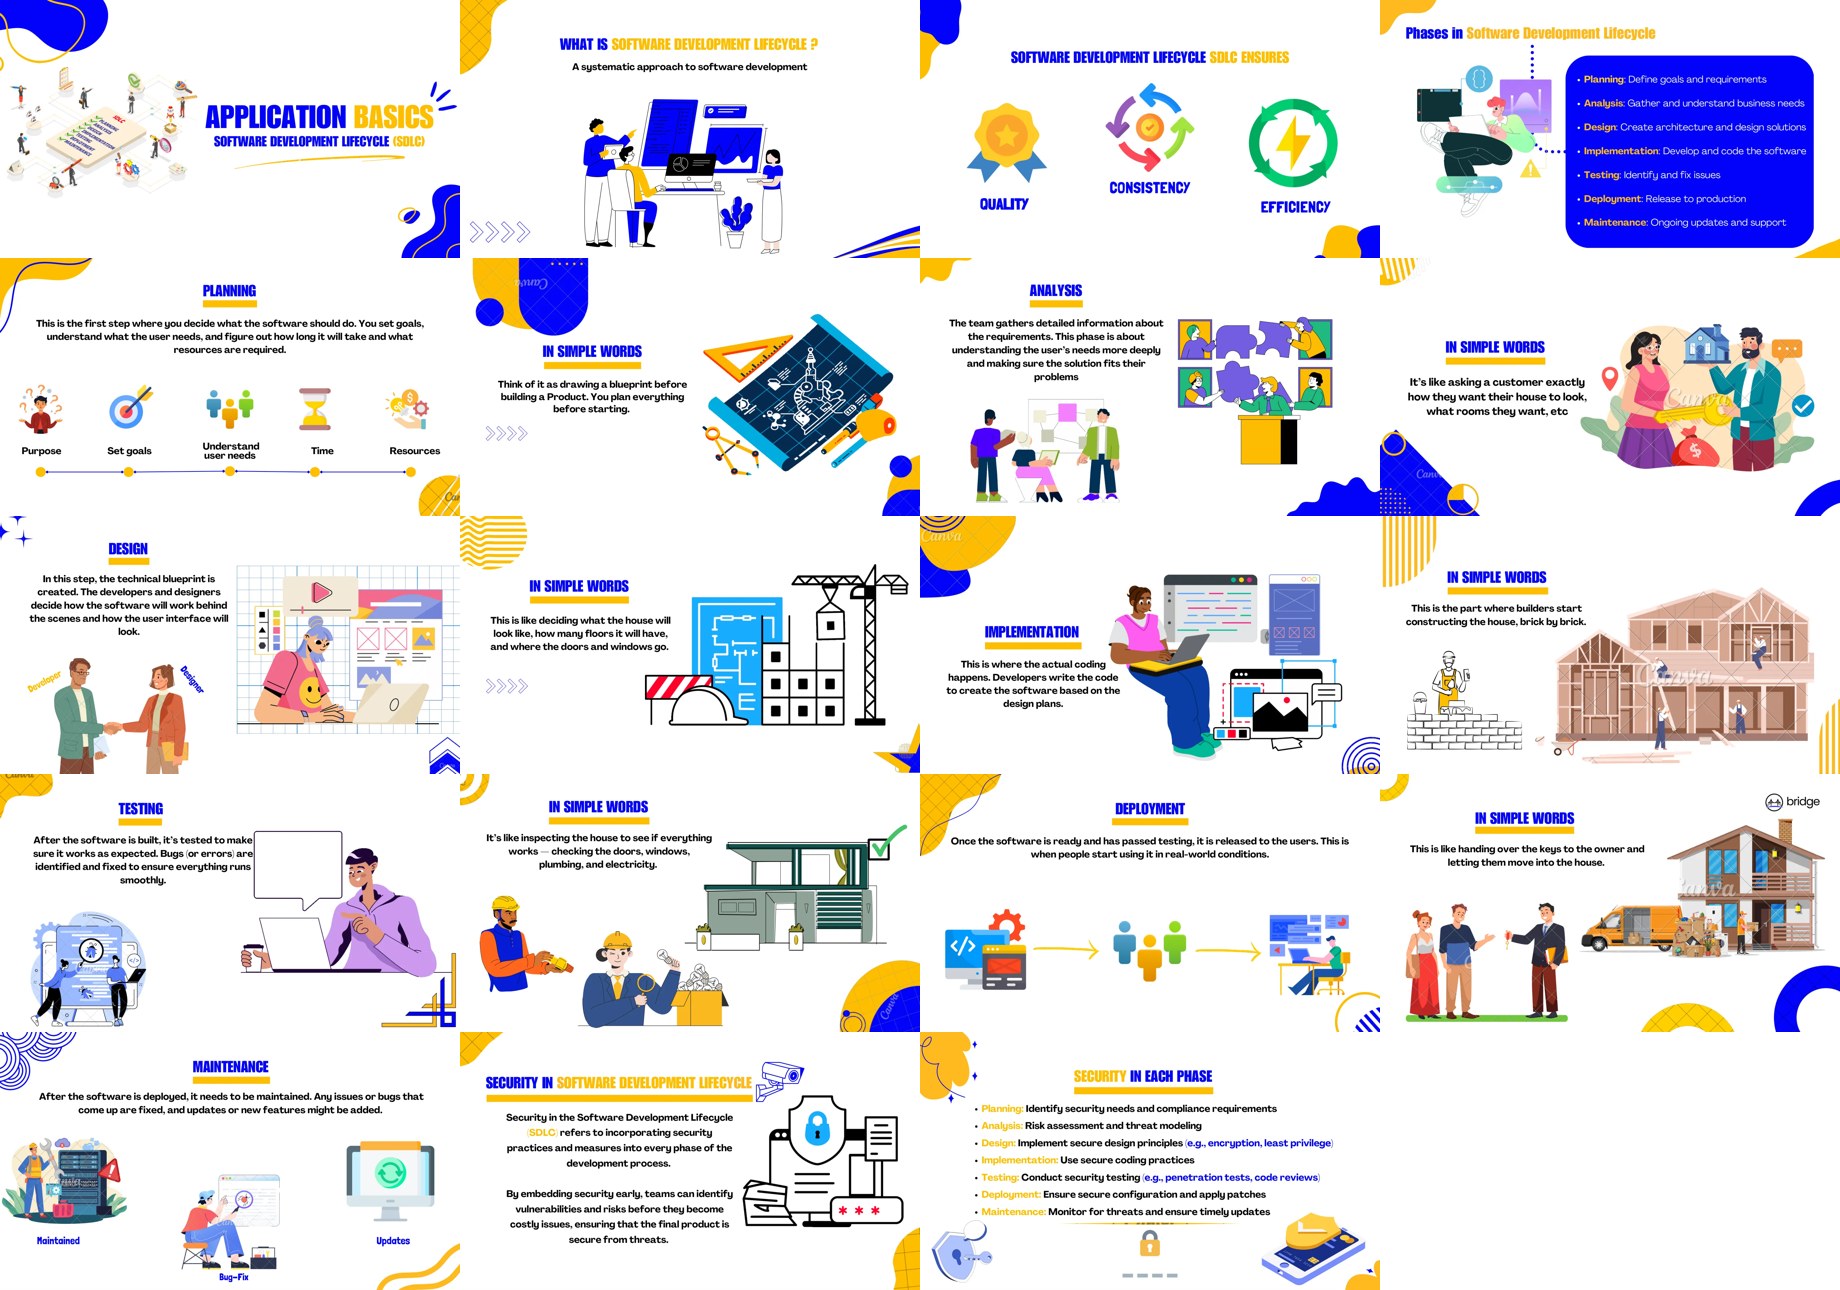 APPLICATION BASICS
SOFTWARE DEVELOPMENT LIFECYCLE (SDLC)
SDLC
PLANNING
ANALYSIS
DESIGN
IMPLEMENTATION
TESTING
DEPLOYMENT
MAINTENANCE
WHAT IS SOFTWARE DEVELOPMENT LIFECYCLE ?
A systematic approach to software development
SOFTWARE DEVELOPMENT LIFECYCLE SDLC ENSURES
QUALITY
CONSISTENCY
EFFICIENCY
Phases in Software Development Lifecycle
• Planning: Define goals and requirements
• Analysis: Gather and understand business needs
• Design: Create architecture and design solutions
• Implementation: Develop and code the software
• Testing: Identify and fix issues
• Deployment: Release to production
• Maintenance: Ongoing updates and support
PLANNING
This is the first step where you decide what the software should do. You set goals,
understand what the user needs, and figure out how long it will take and what
resources are required.
Purpose
Set goals
Understand
user needs
Time
Resources
Canva
IN SIMPLE WORDS
Think of it as drawing a blueprint before
building a Product. You plan everything
before starting.
ANALYSIS
The team gathers detailed information about
the requirements. This phase is about
understanding the user's needs more deeply
and making sure the solution fits their
problems
IN SIMPLE WORDS
It's like asking a customer exactly
how they want their house to look,
what rooms they want, etc
Canva
DESIGN
In this step, the technical blueprint is
created. The developers and designers
decide how the software will work behind
the scenes and how the user interface will
look.
Developer
Designer
IN SIMPLE WORDS
This is like deciding what the house will
look like, how many floors it will have,
and where the doors and windows go.
Canva
IMPLEMENTATION
This is where the actual coding
happens. Developers write the code
to create the software based on the
design plans.
IN SIMPLE WORDS
This is the part where builders start
constructing the house, brick by brick.
Canva
TESTING
After the software is built, it's tested to make
sure it works as expected. Bugs (or errors) are
identified and fixed to ensure everything runs
smoothly.
IN SIMPLE WORDS
It's like inspecting the house to see if everything
works — checking the doors, windows,
plumbing, and electricity.
Canva
DEPLOYMENT
Once the software is ready and has passed testing, it is released to the users. This is
when people start using it in real-world conditions.
bridge
IN SIMPLE WORDS
This is like handing over the keys to the owner and
letting them move into the house.
Canva
MAINTENANCE
After the software is deployed, it needs to be maintained. Any issues or bugs that
come up are fixed, and updates or new features might be added.
Maintained
Bug-Fix
Updates
SECURITY IN SOFTWARE DEVELOPMENT LIFECYCLE
Security in the Software Development Lifecycle
(SDLC) refers to incorporating security
practices and measures into every phase of the
development process.
By embedding security early, teams can identify
vulnerabilities and risks before they become
costly issues, ensuring that the final product is
secure from threats.
SECURITY IN EACH PHASE
• Planning: Identify security needs and compliance requirements
• Analysis: Risk assessment and threat modeling
• Design: Implement secure design principles (e.g., encryption, least privilege)
• Implementation: Use secure coding practices
• Testing: Conduct security testing (e.g., penetration tests, code reviews)
• Deployment: Ensure secure configuration and apply patches
• Maintenance: Monitor for threats and ensure timely updates